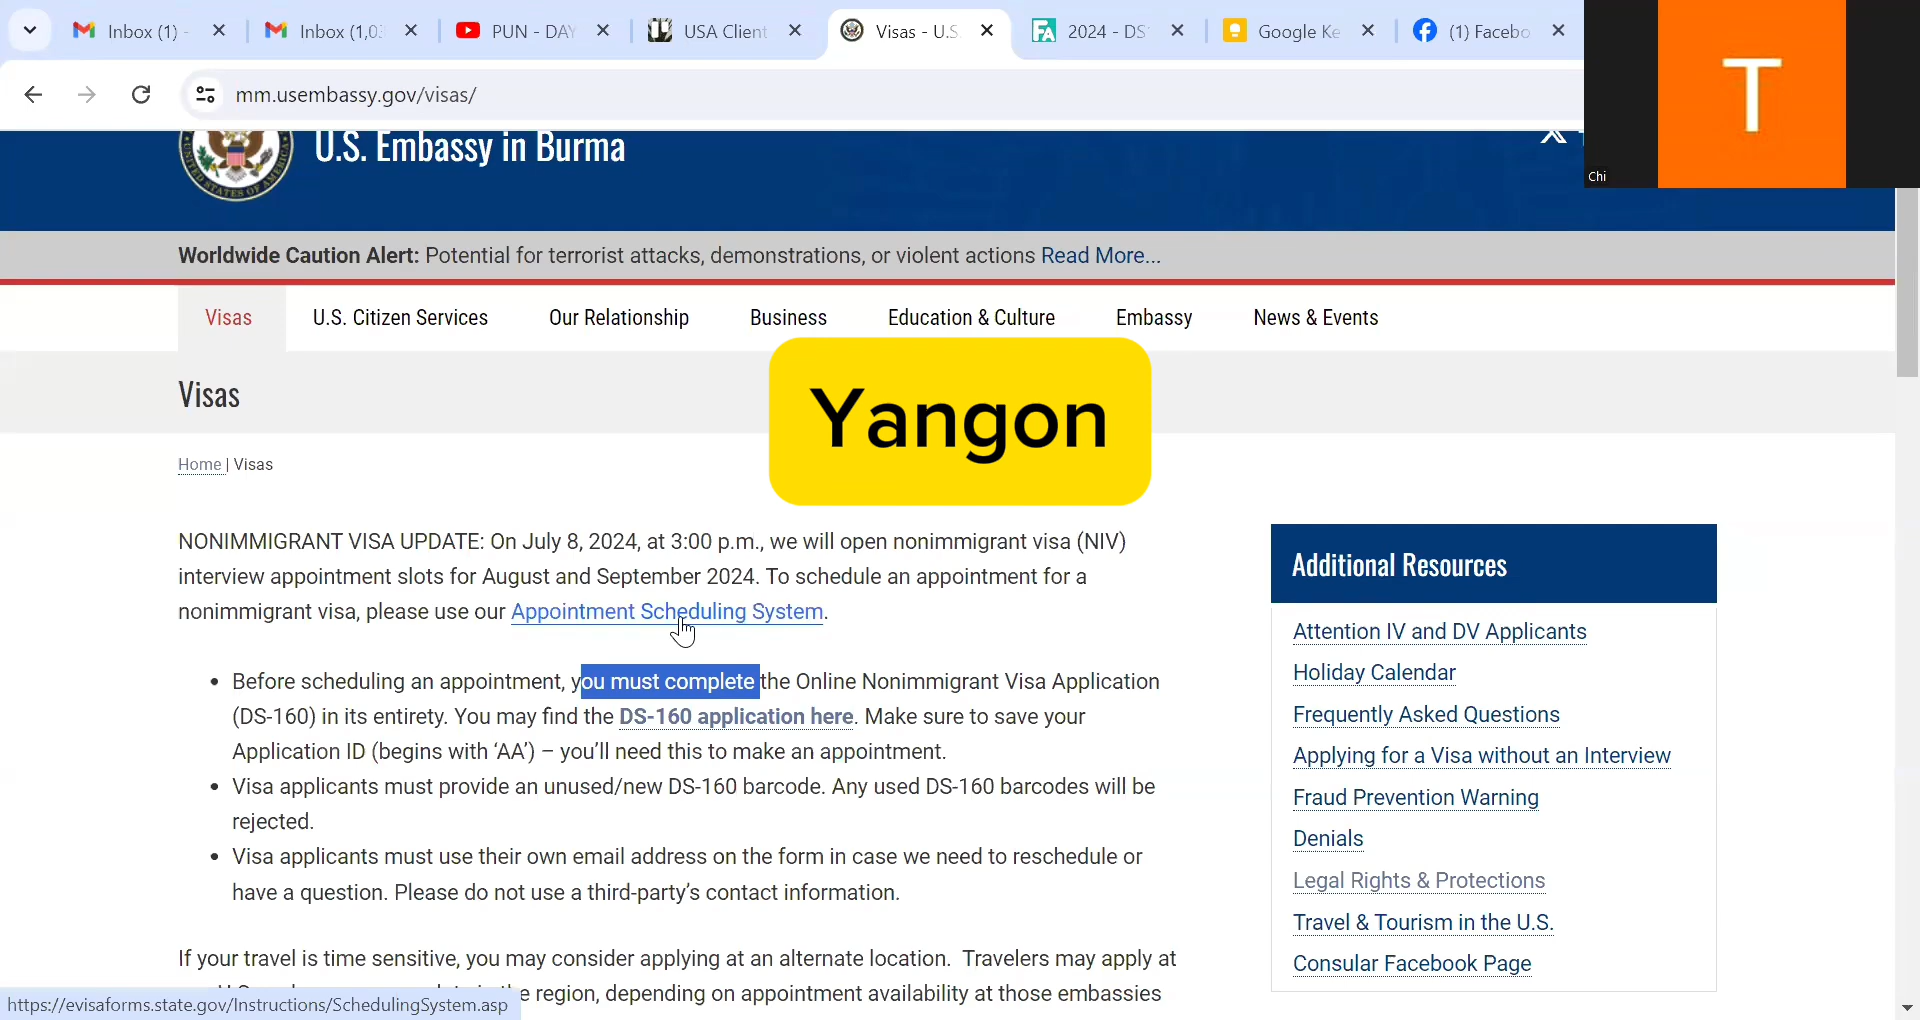 Inbox (1) -
Inbox (1,03
PUN - DAY
USA Client
Visas - U.S.
2024 - DS
Google Ke
(1) Facebo
mm.usembassy.gov/visas/
T
Chi
U.S. Embassy in Burma
Worldwide Caution Alert: Potential for terrorist attacks, demonstrations, or violent actions Read More...
Visas
U.S. Citizen Services
Our Relationship
Business
Education & Culture
Embassy
News & Events
Visas
Yangon
Home | Visas
NONIMMIGRANT VISA UPDATE: On July 8, 2024, at 3:00 p.m., we will open nonimmigrant visa (NIV)
interview appointment slots for August and September 2024. To schedule an appointment for a
nonimmigrant visa, please use our Appointment Scheduling System.
• Before scheduling an appointment, you must complete the Online Nonimmigrant Visa Application
(DS-160) in its entirety. You may find the DS-160 application here. Make sure to save your
Application ID (begins with ‘AA’) – you’ll need this to make an appointment.
• Visa applicants must provide an unused/new DS-160 barcode. Any used DS-160 barcodes will be
rejected.
• Visa applicants must use their own email address on the form in case we need to reschedule or
have a question. Please do not use a third-party’s contact information.
If your travel is time sensitive, you may consider applying at an alternate location. Travelers may apply at
the region, depending on appointment availability at those embassies
Additional Resources
Attention IV and DV Applicants
Holiday Calendar
Frequently Asked Questions
Applying for a Visa without an Interview
Fraud Prevention Warning
Denials
Legal Rights & Protections
Travel & Tourism in the U.S.
Consular Facebook Page
https://evisaforms.state.gov/Instructions/SchedulingSystem.asp